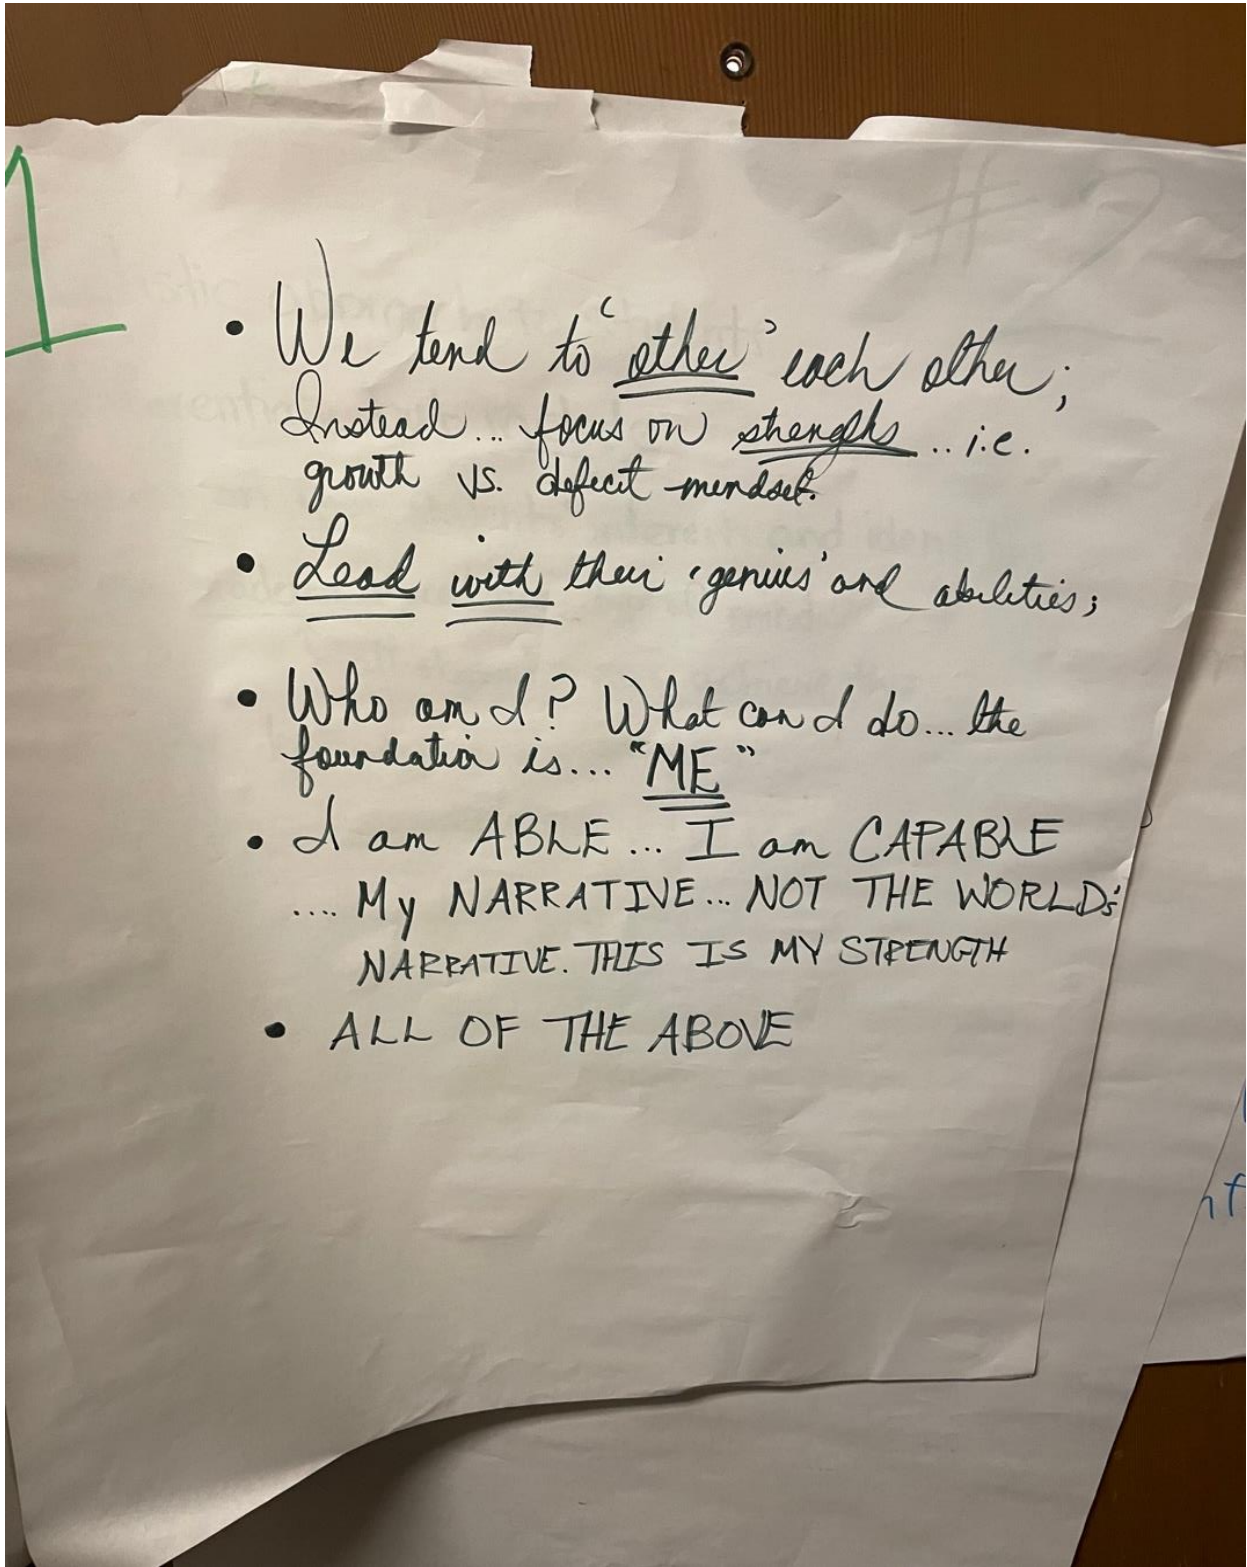 1
• We tend to 'other' each other;
Instead... focus on strengths... i.e.
growth vs. deficit mindset.
• Lead with their 'genius' and abilities;
• Who am I? What can I do... the
foundation is.... "ME"
• I am ABLE... I am CAPABLE
.... My NARRATIVE... NOT THE WORLD's
NARRATIVE. THIS IS MY STRENGTH
• ALL OF THE ABOVE